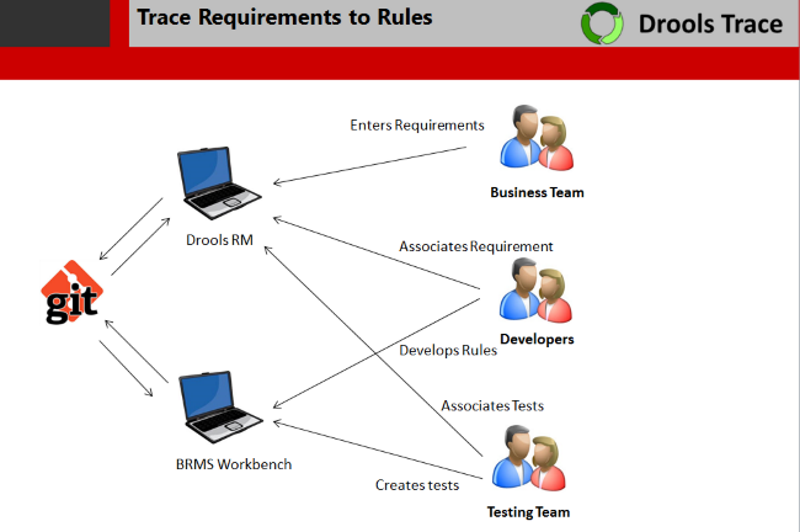 Trace Requirements to Rules
Drools Trace
Enters Requirements
Business Team
Drools RM
Associates Requirement
git
Developers
Develops Rules
Associates Tests
BRMS Workbench
Creates tests
Testing Team